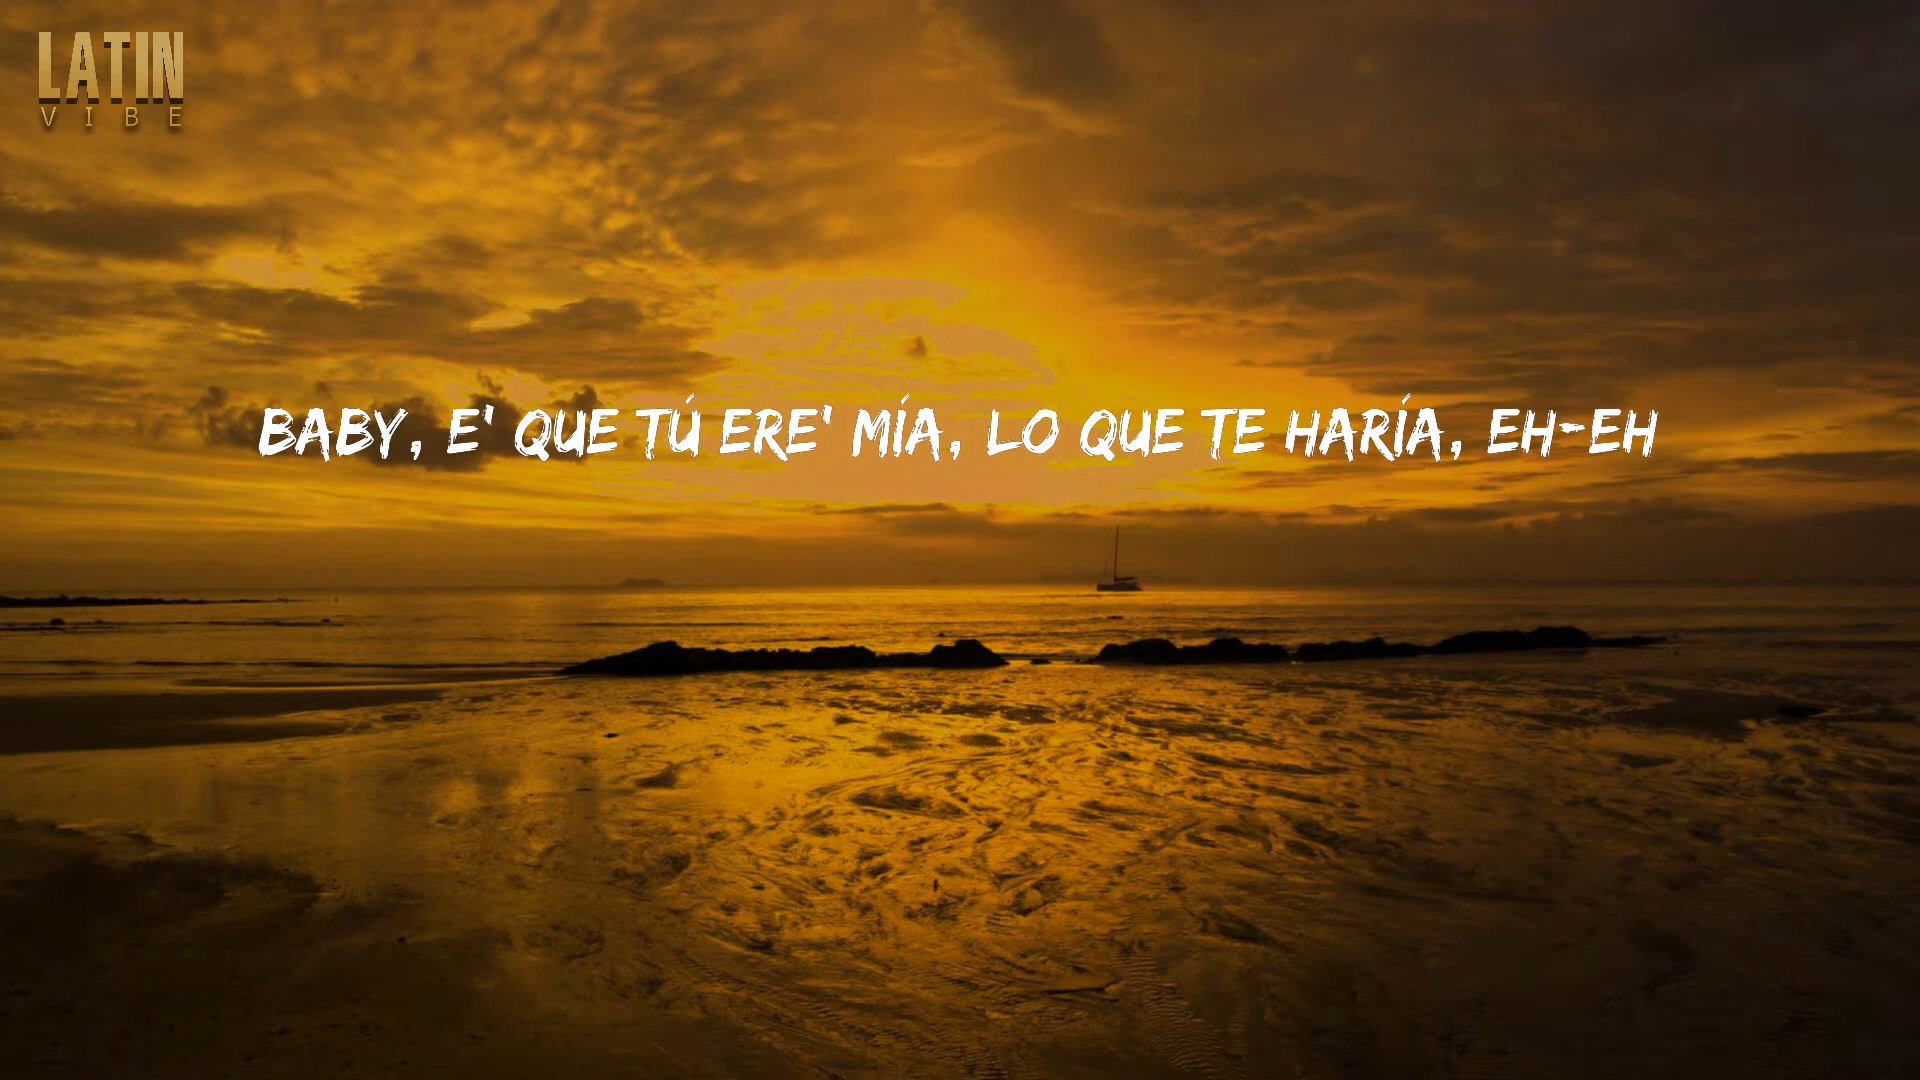 LATIN
VIBE
BABY, E' QUE TÚ ERE' MÍA, LO QUE TE HARÍA, EH-EH